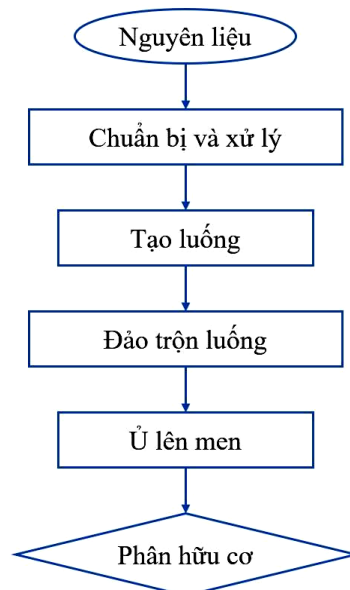 Nguyên liệu
Chuẩn bị và xử lý
Tạo luống
Đảo trộn luống
Ủ lên men
Phân hữu cơ